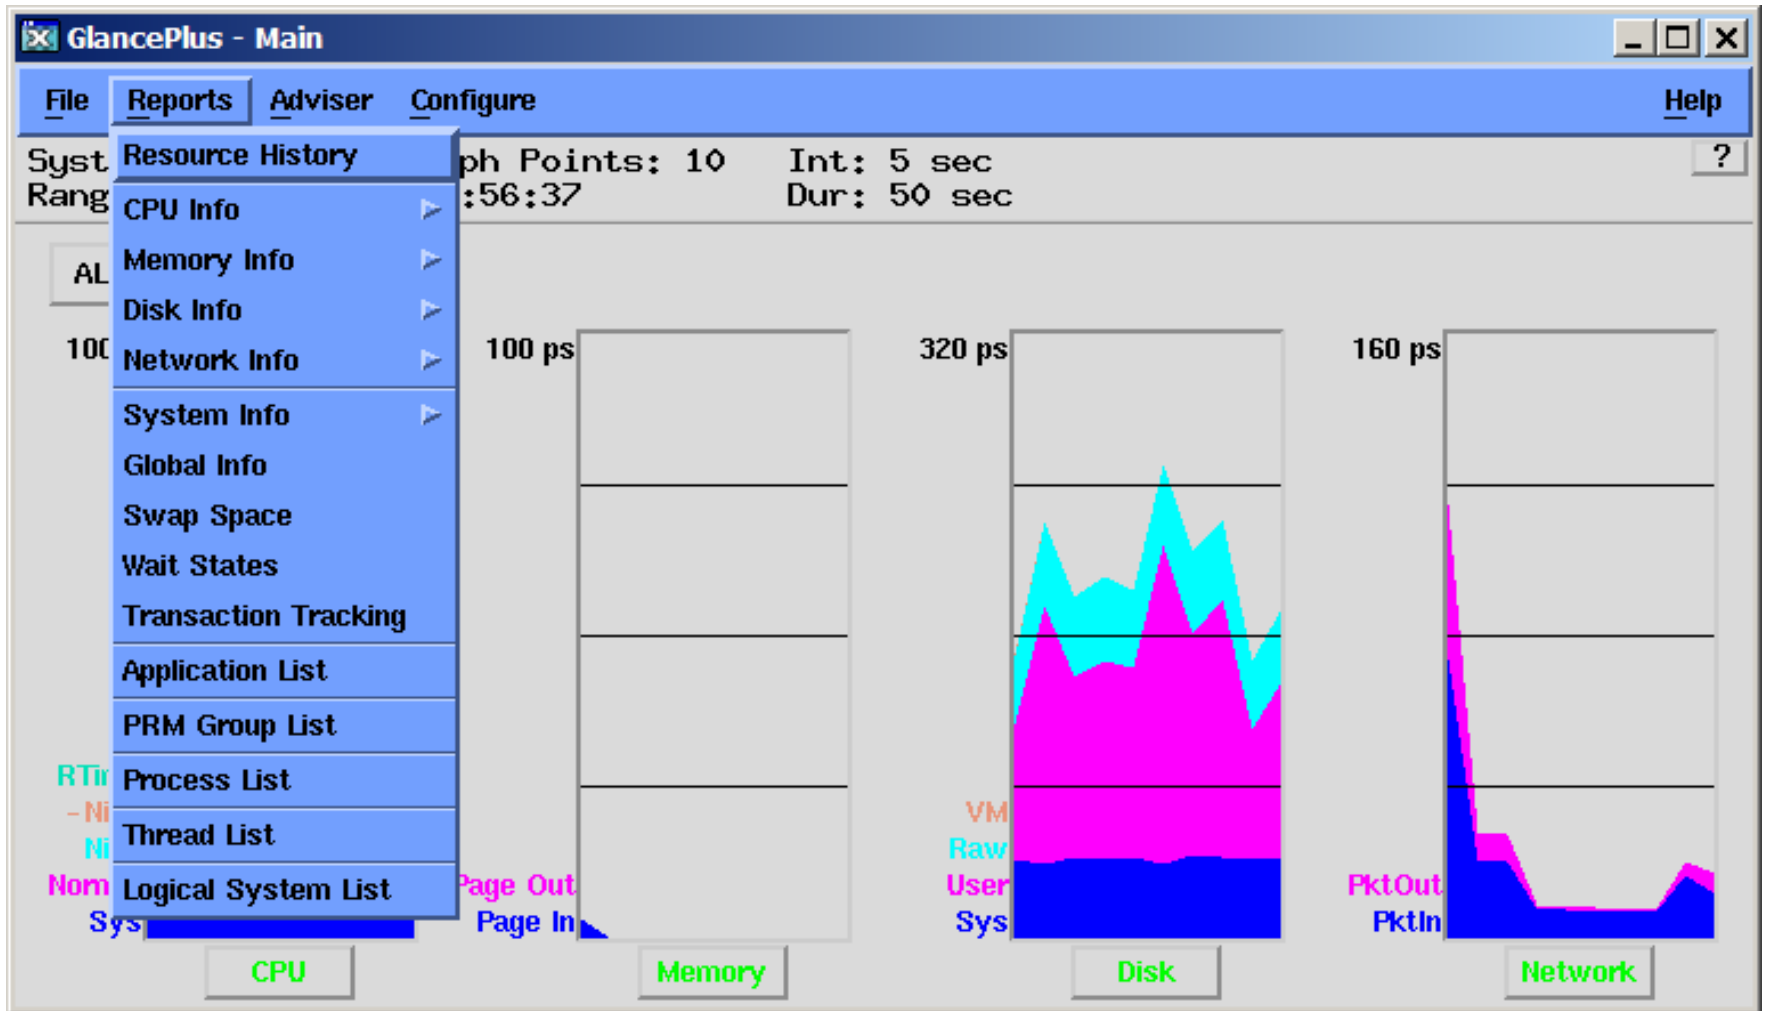 GlancePlus - Main
File Reports Adviser Configure Help
Resource History
CPU Info
Memory Info
Disk Info
Network Info
System Info
Global Info
Swap Space
Wait States
Transaction Tracking
Application List
PRM Group List
Process List
Thread List
Logical System List
Points: 10 Int: 5 sec ?
:56:37 Dur: 50 sec
100 ps 320 ps 160 ps
VM
Raw
Page Out User PktOut
Sys Page In Sys PktIn
CPU Memory Disk Network